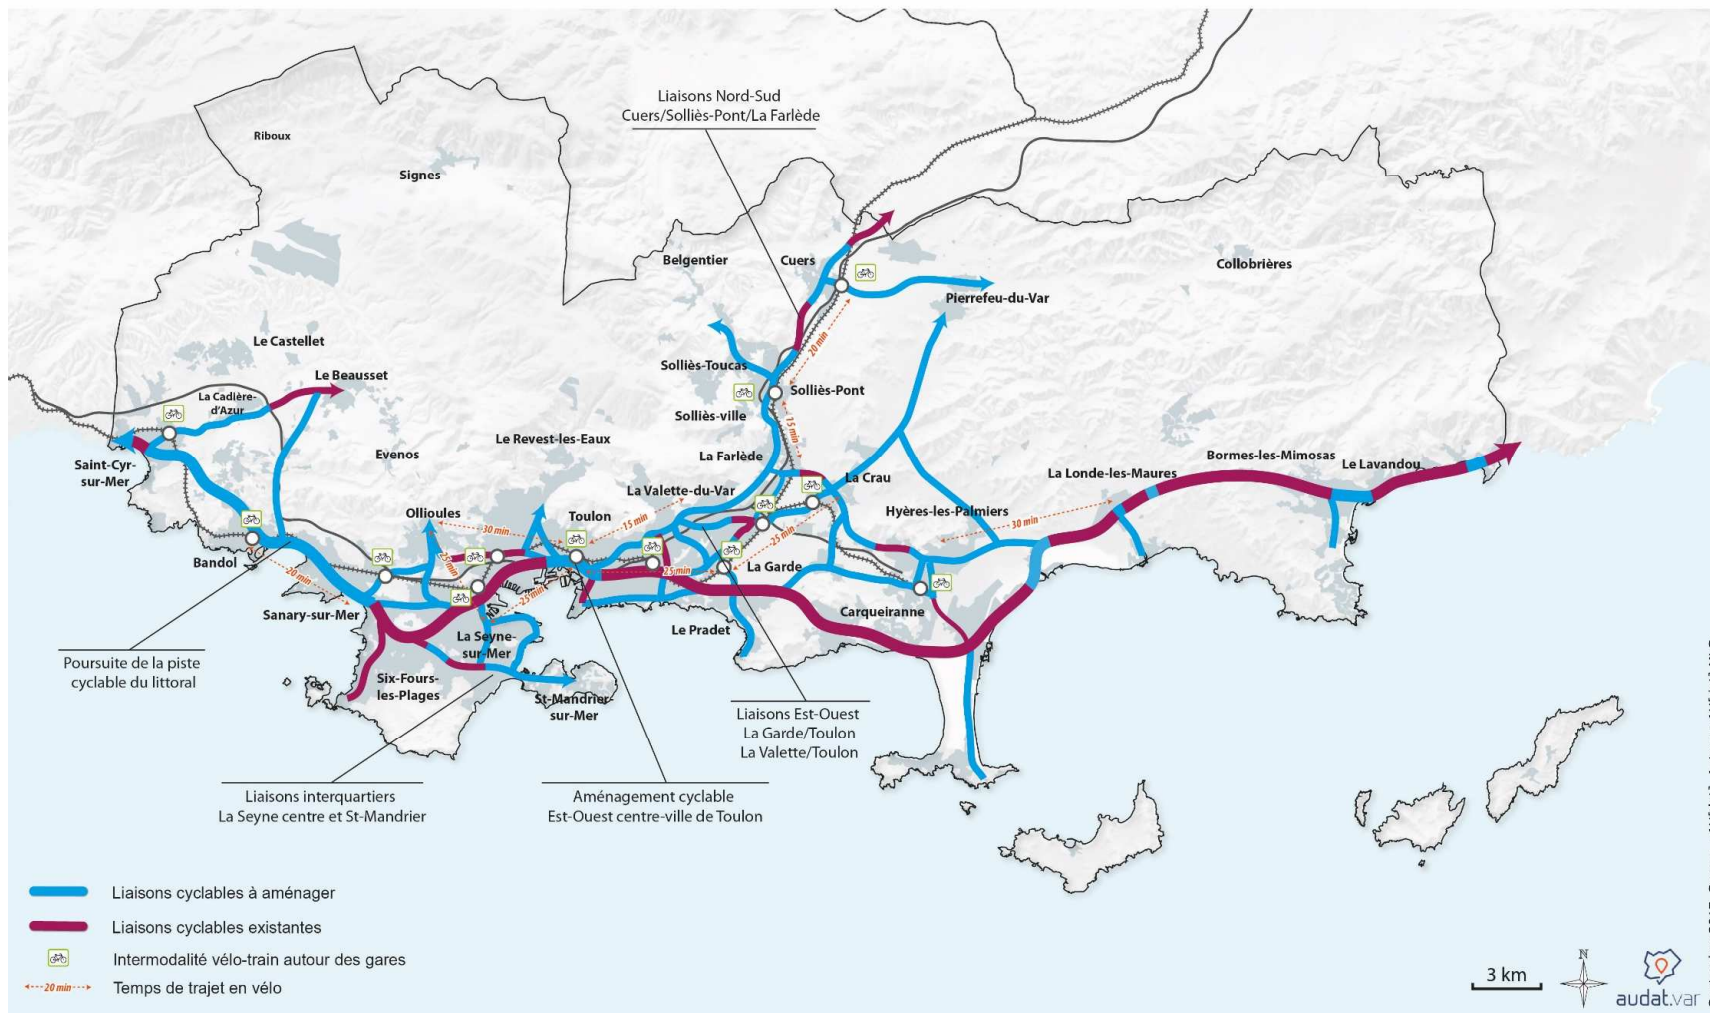 Liaisons Nord-Sud
Cuers/Solliès-Pont/La Farlède
Riboux
Signes
Belgentier
Cuers
Collobrières
Pierrefeu-du-Var
Le Castellet
20 min
Le Beausset
Solliès-Toucas
Solliès-Pont
La Cadière-
d'Azur
Solliès-ville
15 min
Le Revest-les-Eaux
Evenos
La Farlède
Bormes-les-Mimosas
Le Lavandou
Saint-Cyr-
sur-Mer
La Londe-les-Maures
La Crau
La Valette-du-Var
Ollioules
Toulon
Hyères-les-Palmiers
30 min
15 min
30 min
25 min
25 min
Bandol
La Garde
25 min
20 min
25 min
Sanary-sur-Mer
Carqueiranne
Le Pradet
La Seyne-
sur-Mer
Poursuite de la piste
cyclable du littoral
Six-Fours-
les-Plages
St-Mandrier-
sur-Mer
Liaisons Est-Ouest
La Garde/Toulon
La Valette/Toulon
Liaisons interquartiers
La Seyne centre et St-Mandrier
Aménagement cyclable
Est-Ouest centre-ville de Toulon
Liaisons cyclables à aménager
Liaisons cyclables existantes
Intermodalité vélo-train autour des gares
20 min
Temps de trajet en vélo
3 km
N
audat.var